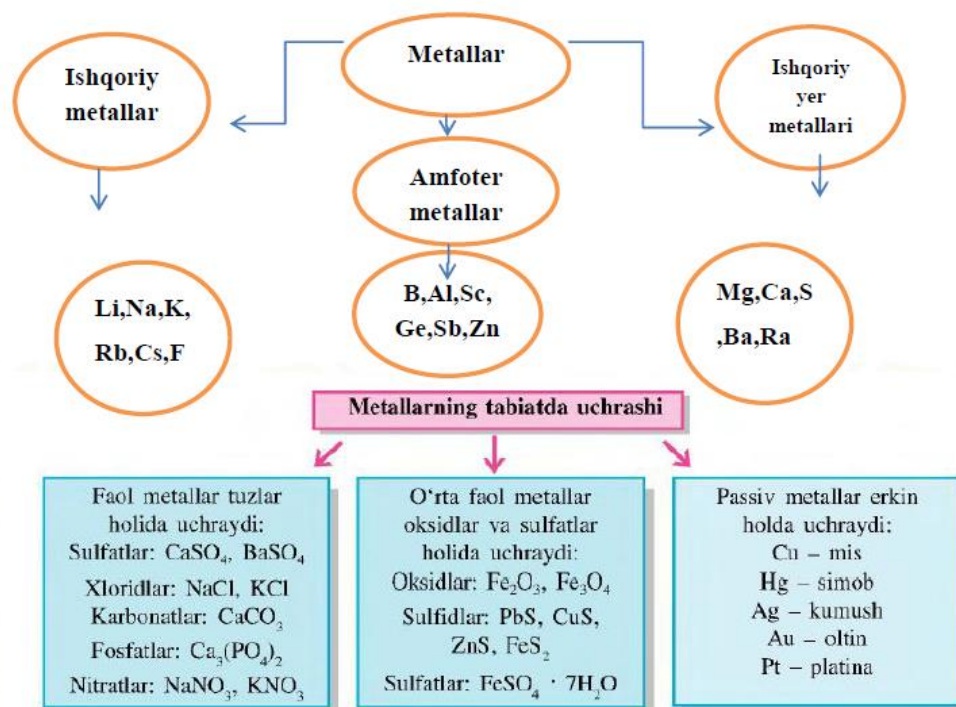 Metallar
Ishqoriy
metallar
Ishqoriy
yer
metallari
Amfoter
metallar
Li,Na,K,
Rb,Cs,F
B,Al,Sc,
Ge,Sb,Zn
Mg,Ca,S
,Ba,Ra
Metallarning tabiatda uchrashi
Faol metallar tuzlar
holida uchraydi:
Sulfatlar: CaSO₄, BaSO₄
Xloridlar: NaCl, KCl
Karbonatlar: CaCO₃
Fosfatlar: Ca₃(PO₄)₂
Nitratlar: NaNO₃, KNO₃
O‘rta faol metallar
oksidlar va sulfatlar
holida uchraydi:
Oksidlar: Fe₂O₃, Fe₃O₄
Sulfidlar: PbS, CuS,
ZnS, FeS₂
Sulfatlar: FeSO₄ · 7H₂O
Passiv metallar erkin
holda uchraydi:
Cu – mis
Hg – simob
Ag – kumush
Au – oltin
Pt – platina